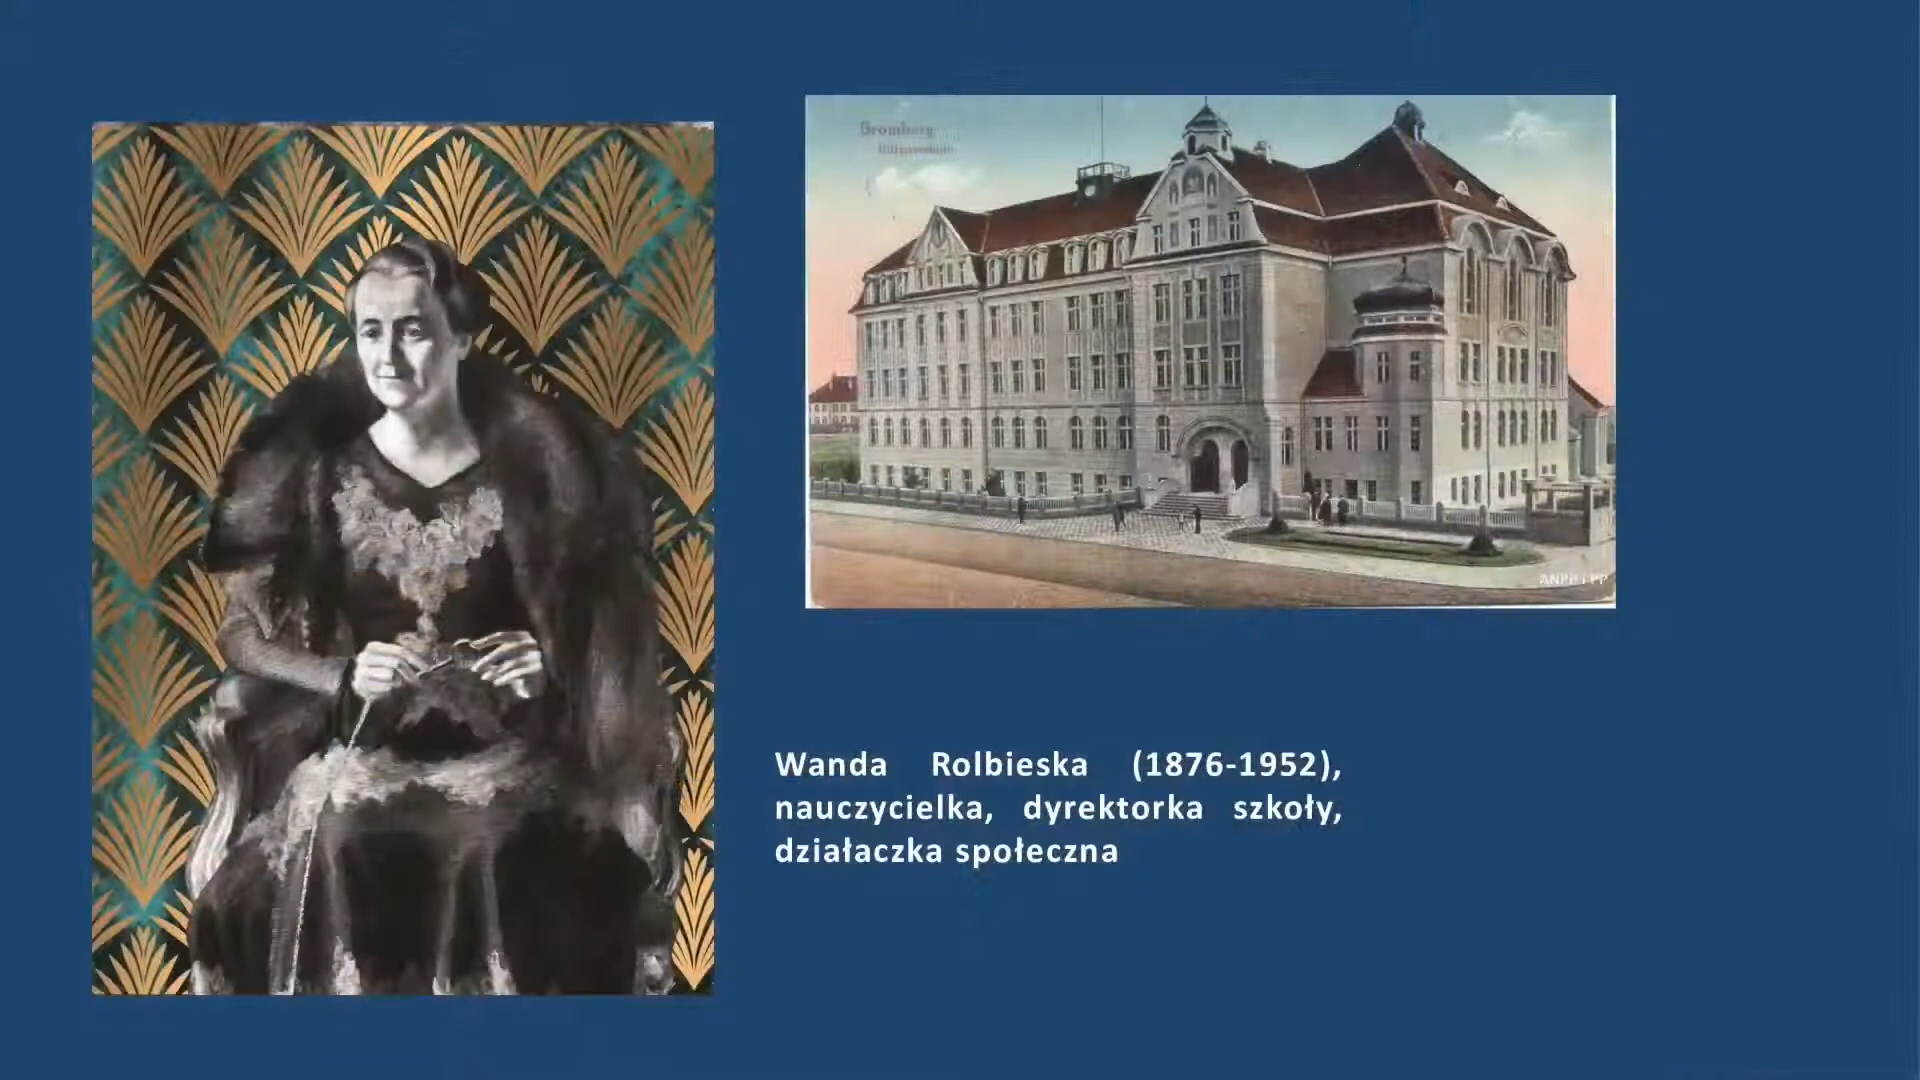 Bromberg
Wanda Rolbieska (1876-1952),
nauczycielka, dyrektorka szkoły,
działaczka społeczna